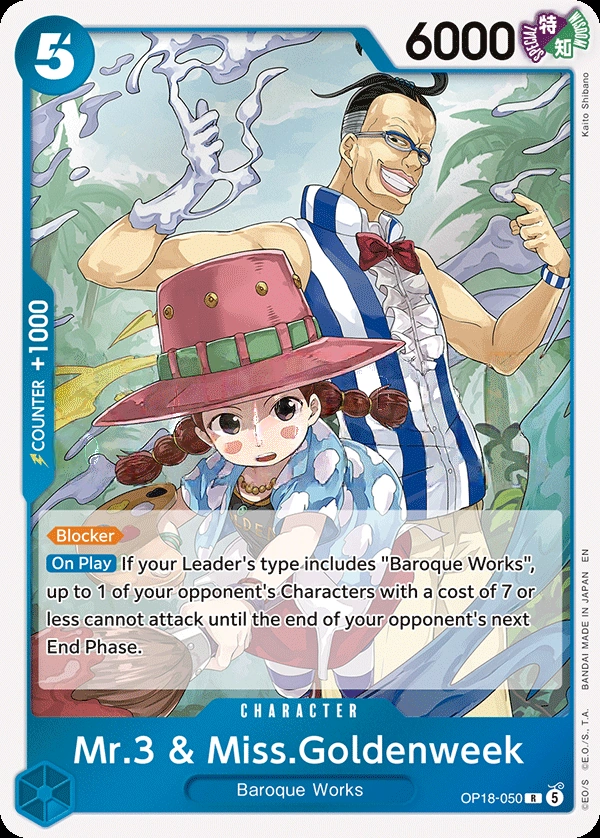 5
6000
特 SPECIAL
知 WISDOM
Kaito Shibano
COUNTER +1000
Blocker
On Play If your Leader's type includes "Baroque Works",
up to 1 of your opponent's Characters with a cost of 7 or
less cannot attack until the end of your opponent's next
End Phase.
BANDAI MADE IN JAPAN EN
©EO/S ©E.O./S., T.A.
CHARACTER
Mr.3 & Miss.Goldenweek
Baroque Works
OP18-050 R 5